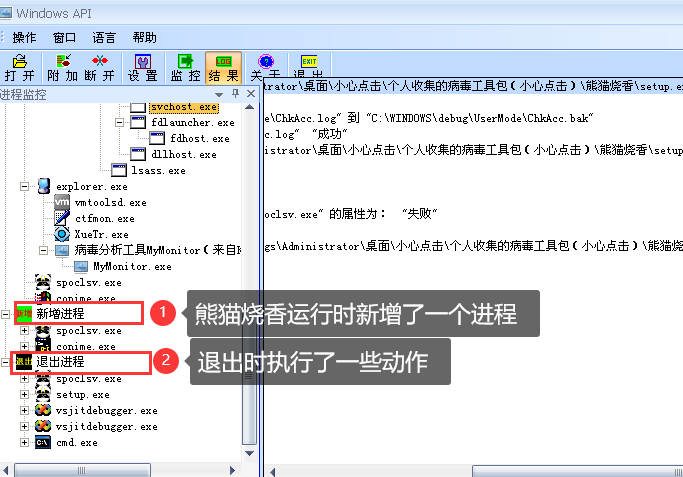 Windows API
操作 窗口 语言 帮助
打开 附加 断开 设置 监控 结果 关于 退出
LOG EXIT
进程监控
svchost.exe
fdlauncher.exe
fdhost.exe
dllhost.exe
lsass.exe
explorer.exe
vmtoolsd.exe
ctfmon.exe
XueTr.exe
病毒分析工具MyMonitor(来自K
MyMonitor.exe
spoclsv.exe
conime.exe
新增 新增进程
spoclsv.exe
conime.exe
退出 退出进程
spoclsv.exe
setup.exe
vsjitdebugger.exe
vsjitdebugger.exe
cmd.exe
trator\桌面\小心点击\个人收集的病毒工具包(小心点击)\熊猫烧香\setup.ex
e\ChkAcc.log" 到 "C:\WINDOWS\debug\UserMode\ChkAcc.bak"
c.log" "成功"
istrator\桌面\小心点击\个人收集的病毒工具包(小心点击)\熊猫烧香\setup
oclsv.exe" 的属性为: "失败"
gs\Administrator\桌面\小心点击\个人收集的病毒工具包(小心点击)\熊猫烧
1 熊猫烧香运行时新增了一个进程
2 退出时执行了一些动作